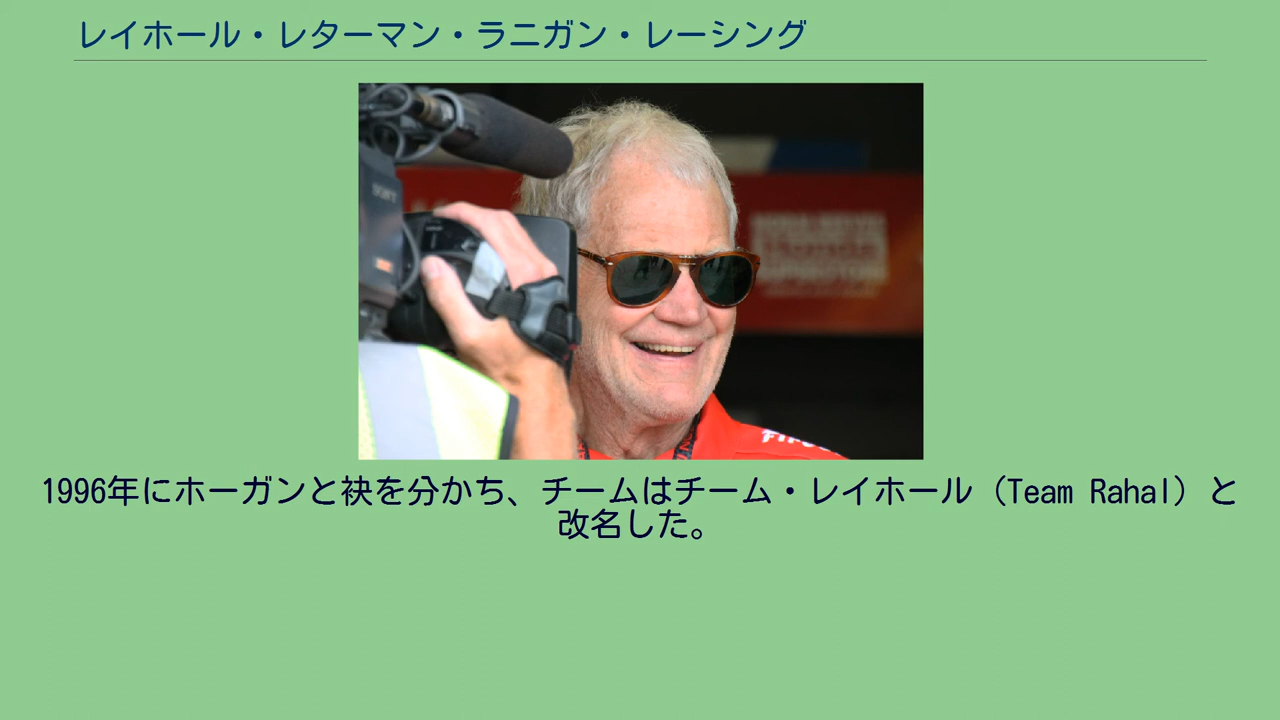 レイホール・レターマン・ラニガン・レーシング
SONY
Honda
1996年にホーガンと袂を分かち、チームはチーム・レイホール（Team Rahal）と
改名した。